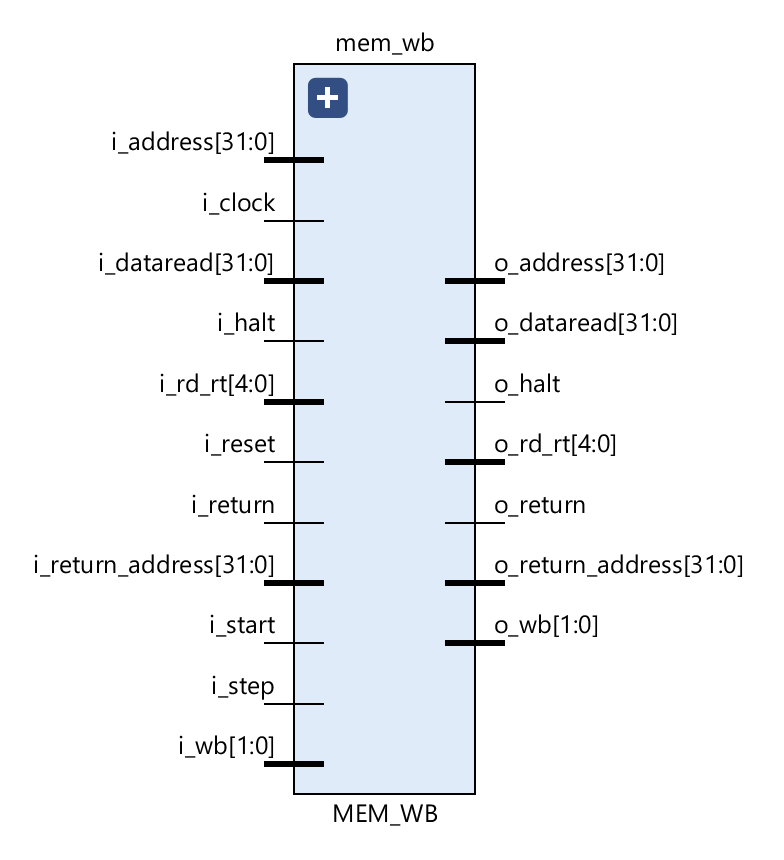 mem_wb
i_address[31:0]
i_clock
i_dataread[31:0]
i_halt
i_rd_rt[4:0]
i_reset
i_return
i_return_address[31:0]
i_start
i_step
i_wb[1:0]
o_address[31:0]
o_dataread[31:0]
o_halt
o_rd_rt[4:0]
o_return
o_return_address[31:0]
o_wb[1:0]
MEM_WB